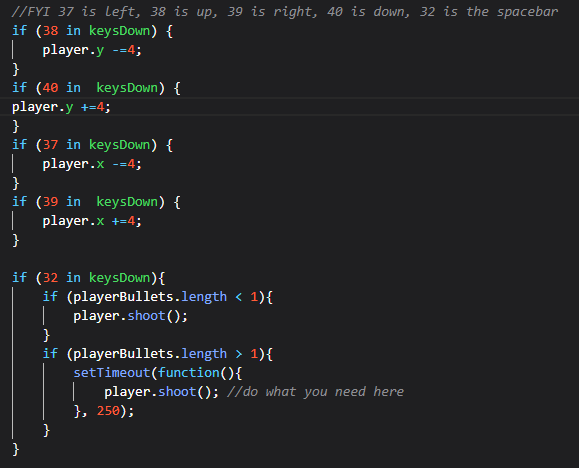 //FYI 37 is left, 38 is up, 39 is right, 40 is down, 32 is the spacebar
if (38 in keysDown) {
    player.y -=4;
}
if (40 in  keysDown) {
player.y +=4;
}
if (37 in keysDown) {
    player.x -=4;
}
if (39 in  keysDown) {
    player.x +=4;
}

if (32 in keysDown){
    if (playerBullets.length < 1){
        player.shoot();
    }
    if (playerBullets.length > 1){
        setTimeout(function(){
            player.shoot(); //do what you need here
        }, 250);
    }
}